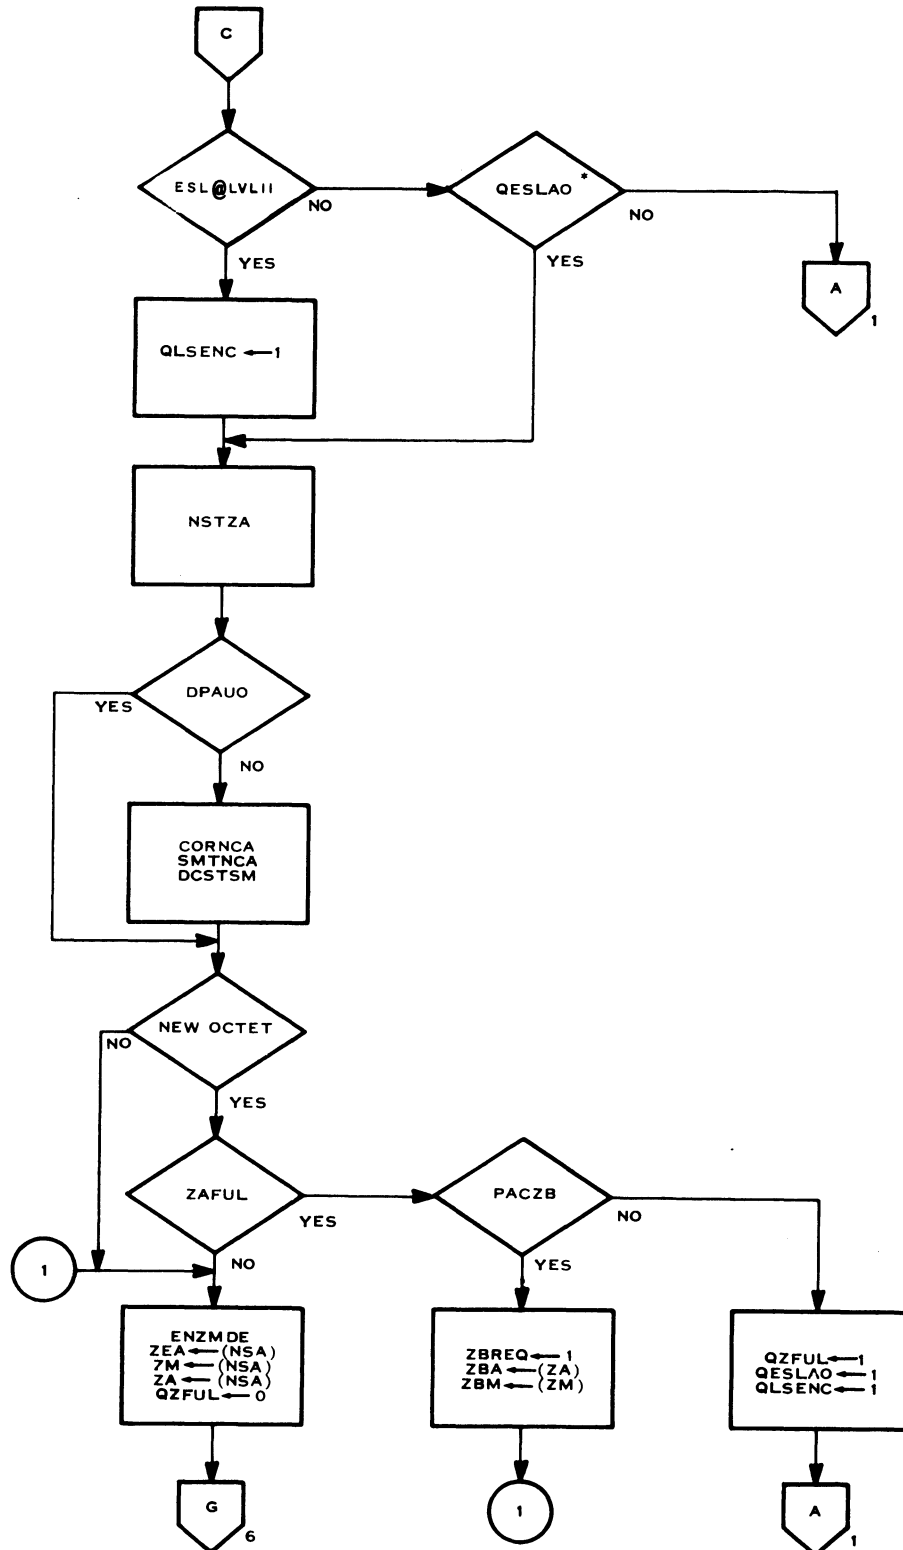 C
ESL@LVL11
NO
YES
QESLAO *
NO
YES
A
1
QLSENC ← 1
NSTZA
DPAUO
YES
NO
CORNCA
SMTNCA
DCSTSM
NEW OCTET
NO
YES
ZAFUL
YES
NO
PACZB
NO
YES
1
ENZMDE
ZEA ← (NSA)
7M ← (NSA)
ZA ← (NSA)
QZFUL ← 0
ZBREQ ← 1
ZBA ← (ZA)
ZBM ← (ZM)
QZFUL ← 1
QESLAO ← 1
QLSENC ← 1
G
6
1
A
1